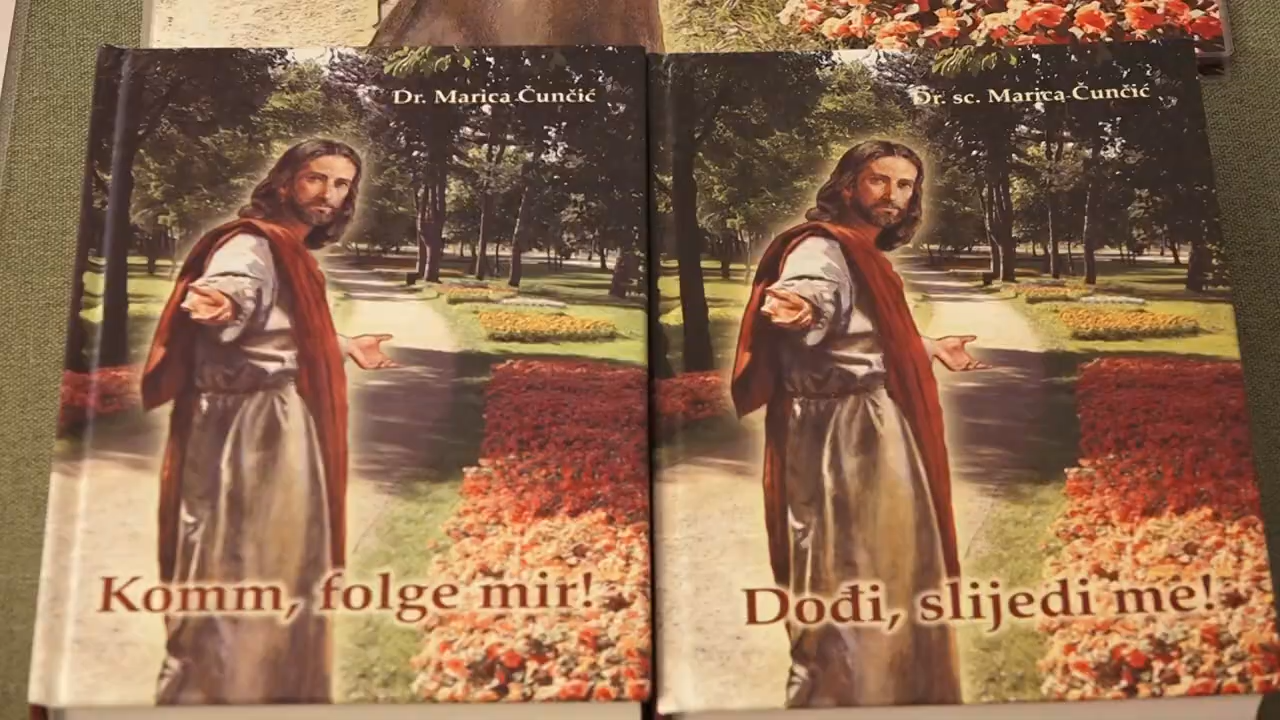 Dr. Marica Čunčić
Komm, folge mir!
Dr. sc. Marica Čunčić
Dođi, slijedi me!